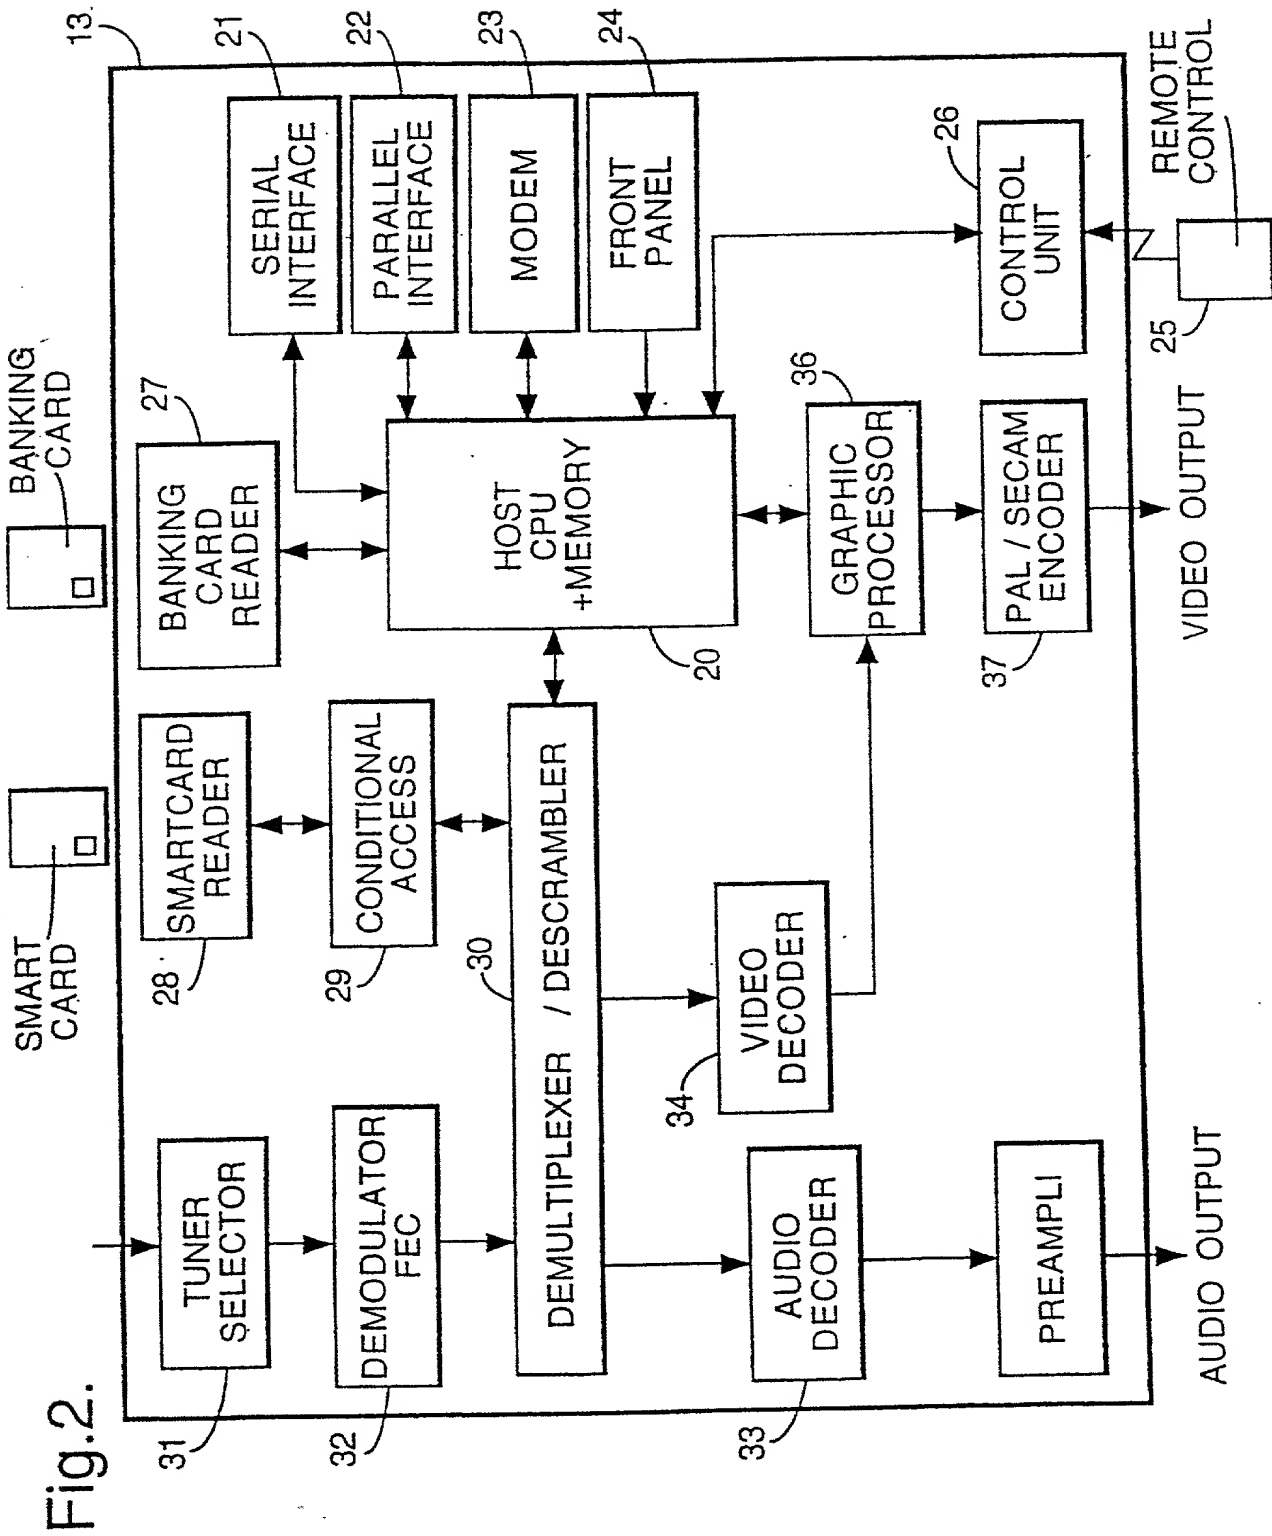 Fig.2.
SMART
CARD
BANKING
CARD
13
31
TUNER
SELECTOR
28
SMARTCARD
READER
BANKING
CARD
READER
27
SERIAL
INTERFACE
21
32
DEMODULATOR
FEC
29
CONDITIONAL
ACCESS
PARALLEL
INTERFACE
22
30
DEMULTIPLEXER / DESCRAMBLER
HOST
CPU
+MEMORY
20
MODEM
23
FRONT
PANEL
24
33
AUDIO
DECODER
34
VIDEO
DECODER
GRAPHIC
PROCESSOR
36
PREAMPLI
37
PAL / SECAM
ENCODER
CONTROL
UNIT
26
AUDIO OUTPUT
VIDEO OUTPUT
25
REMOTE
CONTROL